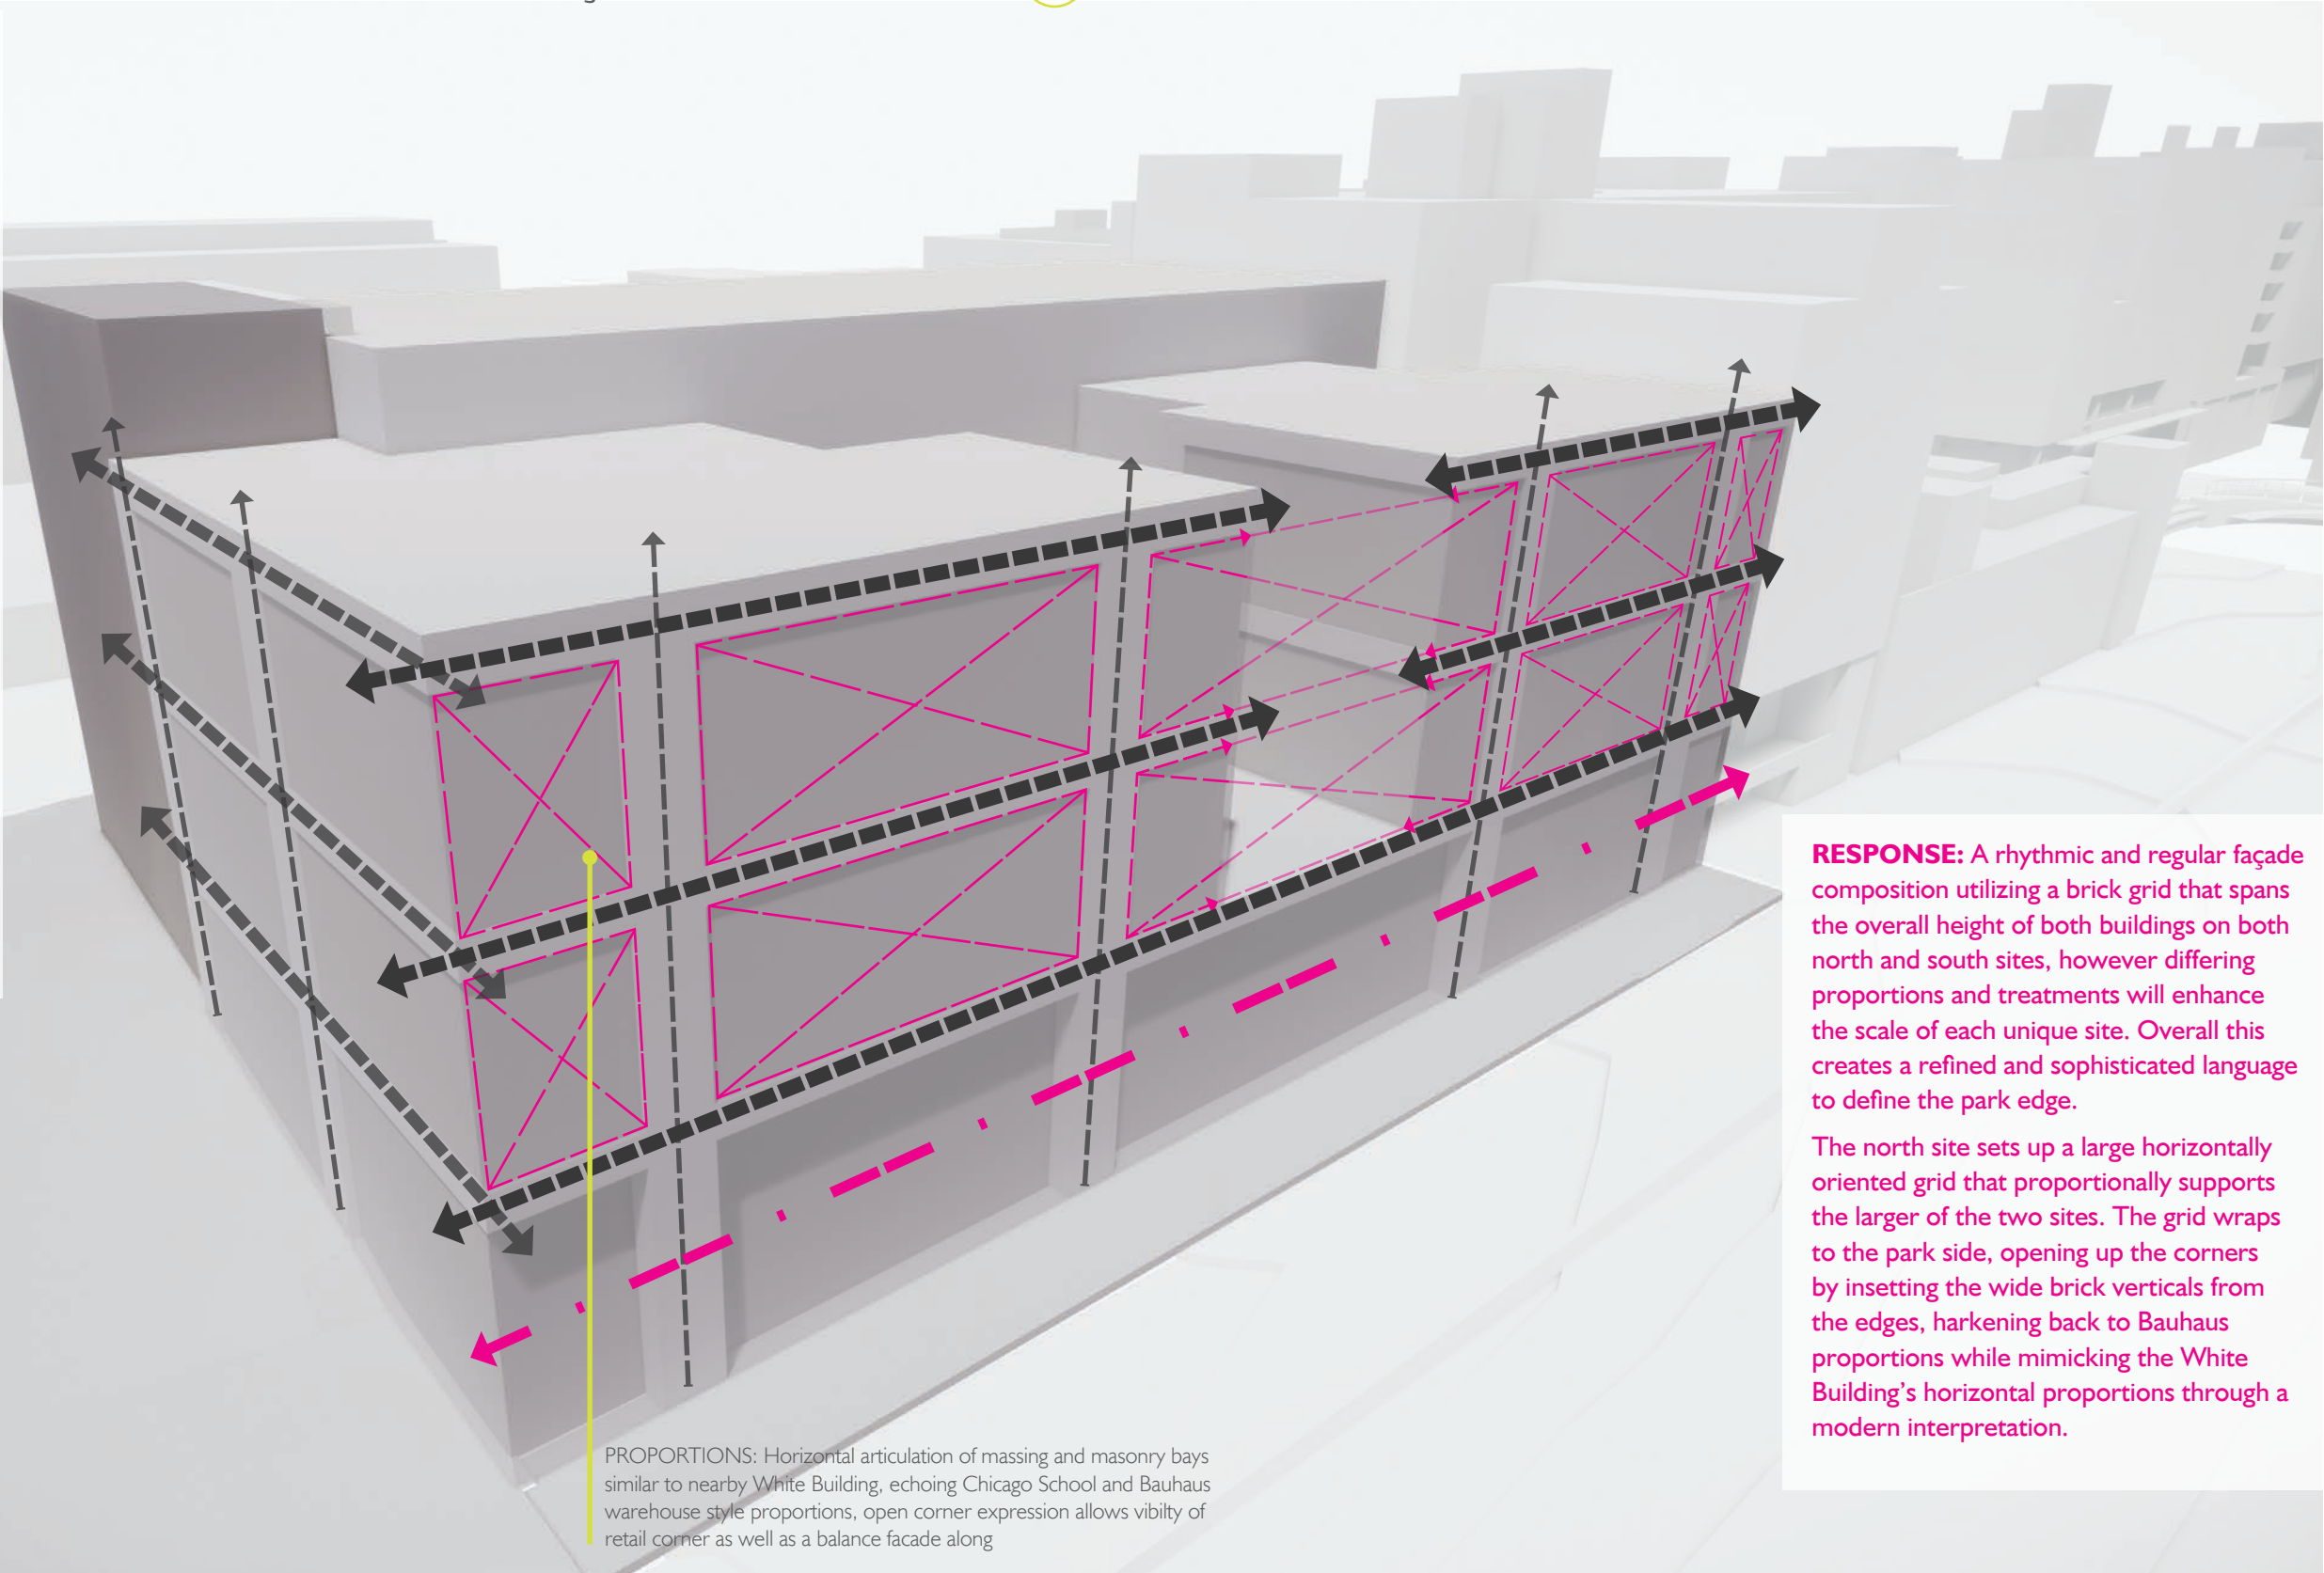 RESPONSE: A rhythmic and regular façade
composition utilizing a brick grid that spans
the overall height of both buildings on both
north and south sites, however differing
proportions and treatments will enhance
the scale of each unique site. Overall this
creates a refined and sophisticated language
to define the park edge.
The north site sets up a large horizontally
oriented grid that proportionally supports
the larger of the two sites. The grid wraps
to the park side, opening up the corners
by insetting the wide brick verticals from
the edges, harkening back to Bauhaus
proportions while mimicking the White
Building’s horizontal proportions through a
modern interpretation.
PROPORTIONS: Horizontal articulation of massing and masonry bays
similar to nearby White Building, echoing Chicago School and Bauhaus
warehouse style proportions, open corner expression allows vibilty of
retail corner as well as a balance facade along